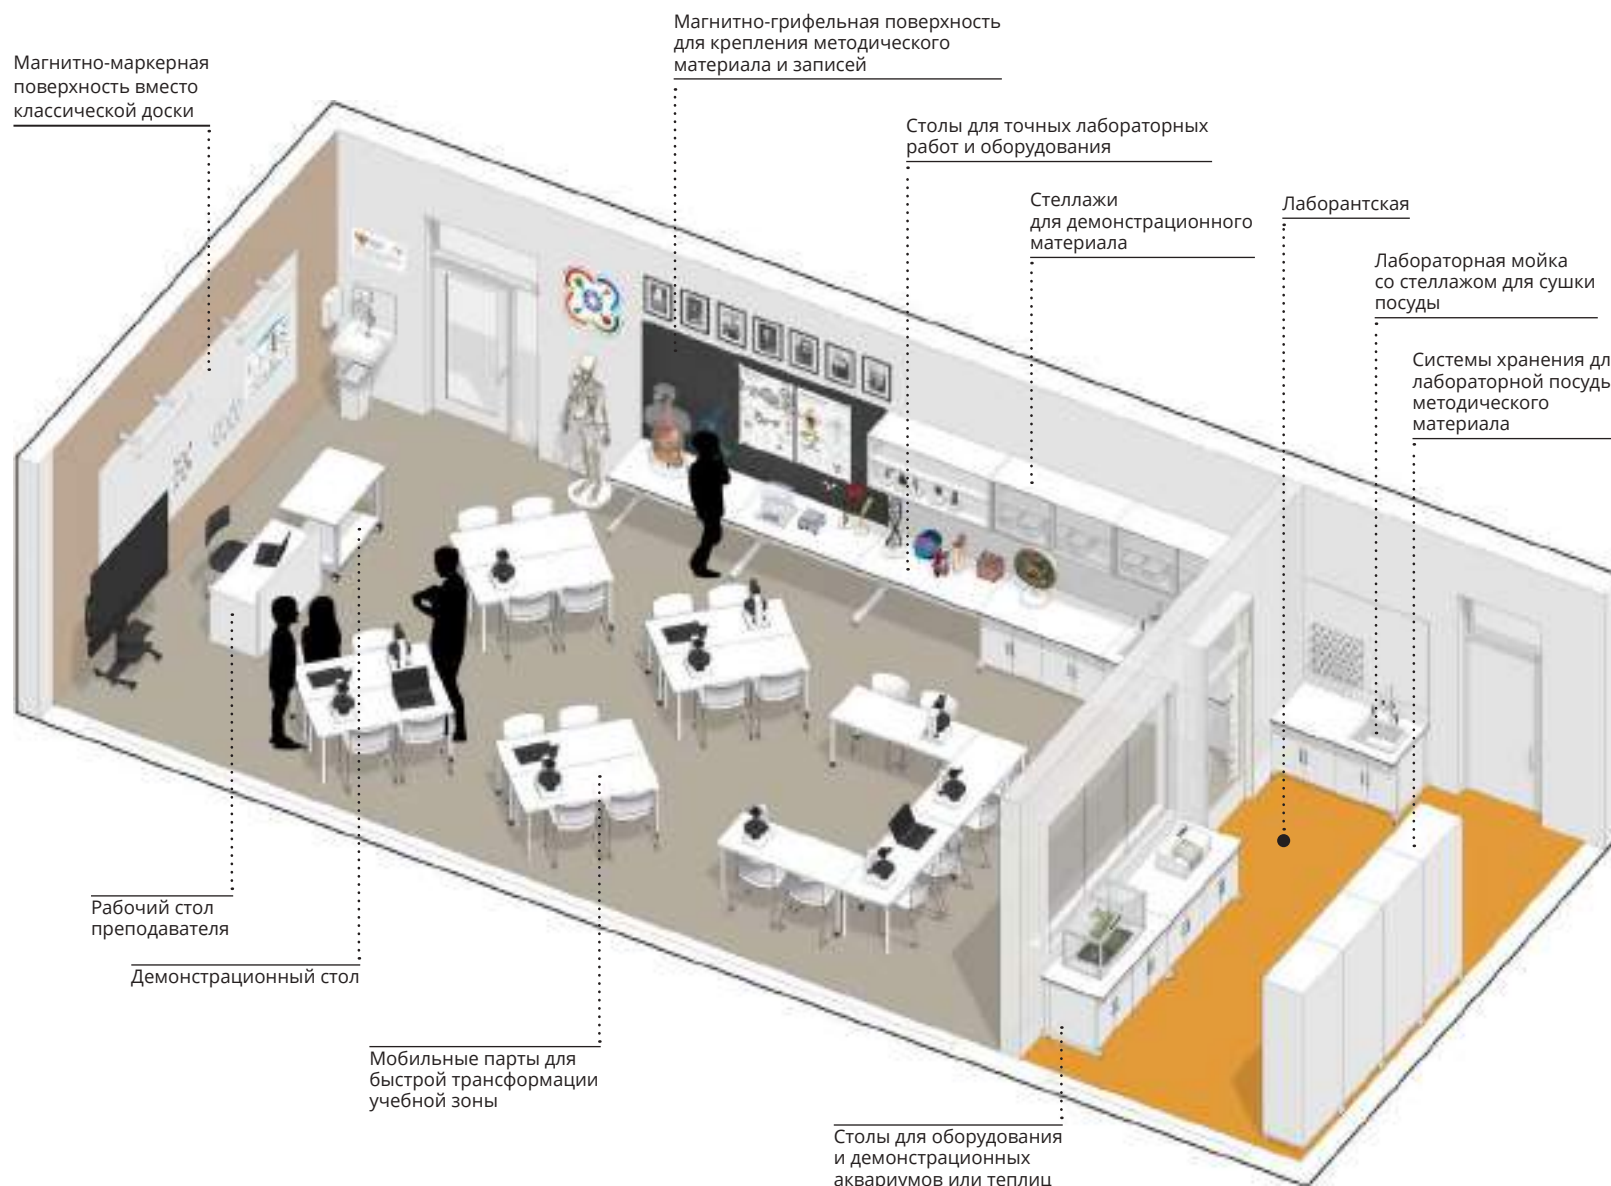 Магнитно-грифельная поверхность
для крепления методического
материала и записей
Магнитно-маркерная
поверхность вместо
классической доски
Столы для точных лабораторных
работ и оборудования
Стеллажи
для демонстрационного
материала
Лаборантская
Лабораторная мойка
со стеллажом для сушки
посуды
Системы хранения дл
лабораторной посуды
методического
материала
Рабочий стол
преподавателя
Демонстрационный стол
Мобильные парты для
быстрой трансформации
учебной зоны
Столы для оборудования
и демонстрационных
аквариумов или теплиц